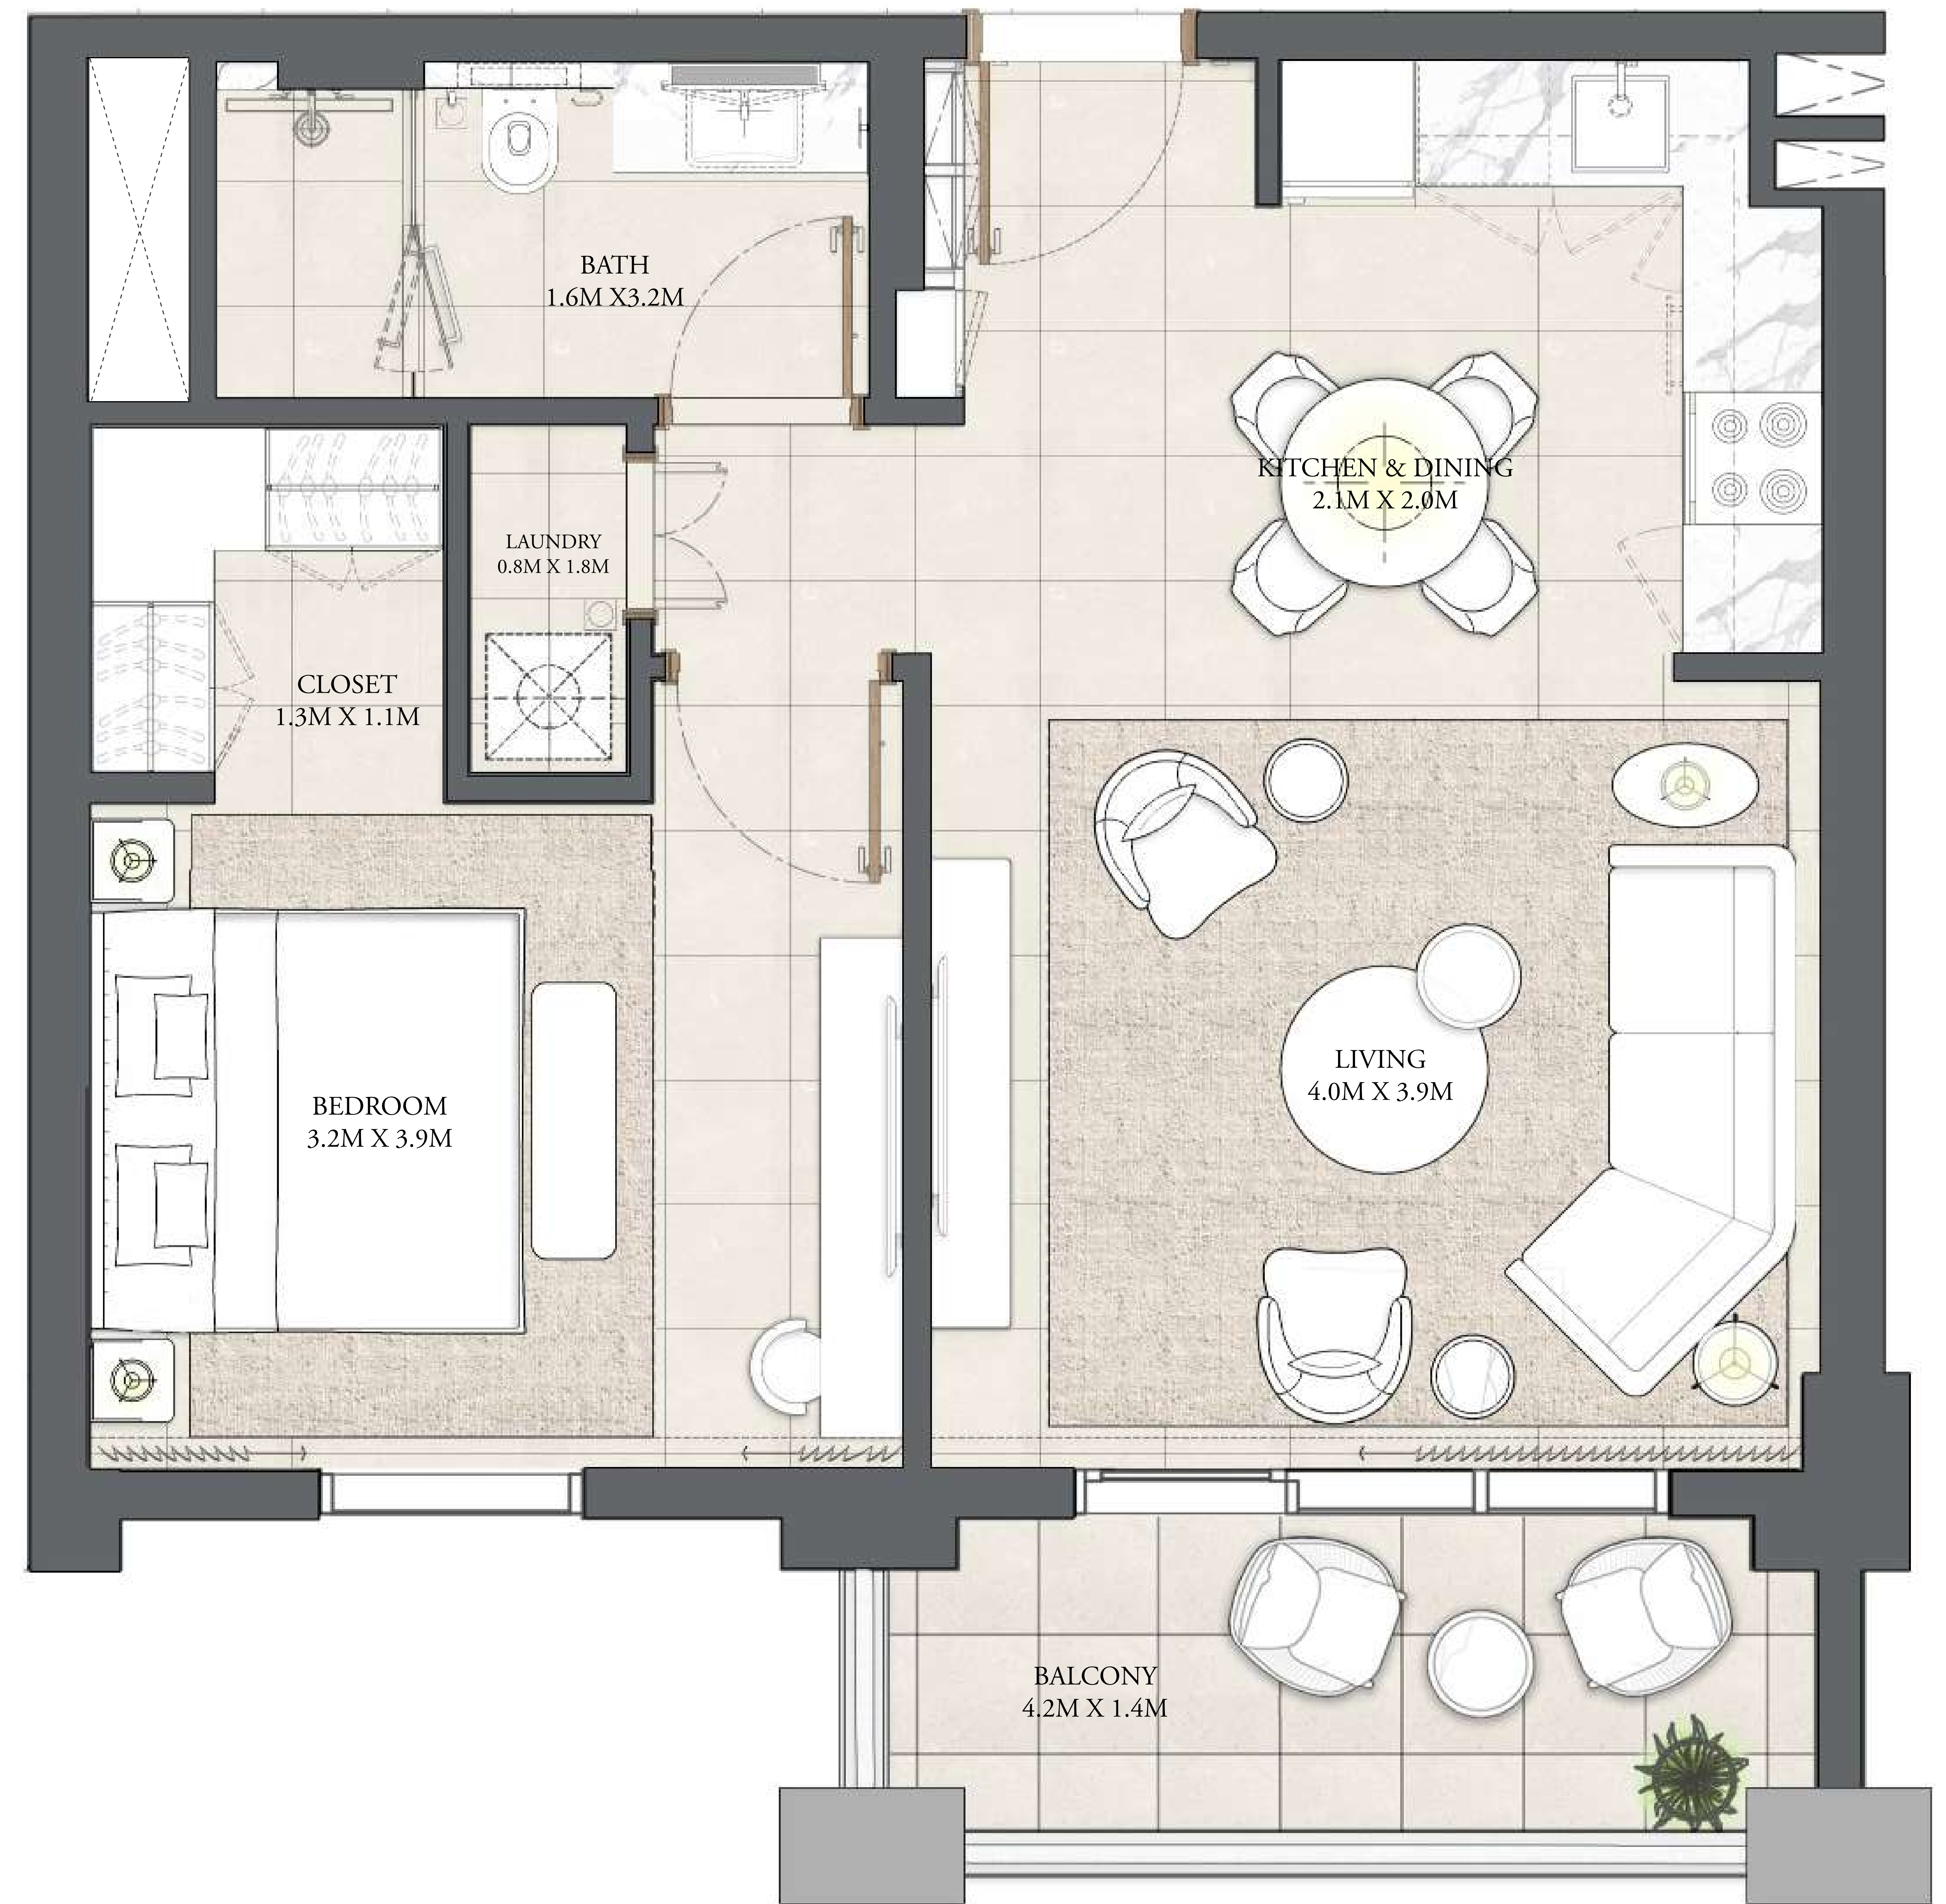 BATH
1.6M X3.2M
KITCHEN & DINING
2.1M X 2.0M
LAUNDRY
0.8M X 1.8M
CLOSET
1.3M X 1.1M
LIVING
4.0M X 3.9M
BEDROOM
3.2M X 3.9M
BALCONY
4.2M X 1.4M